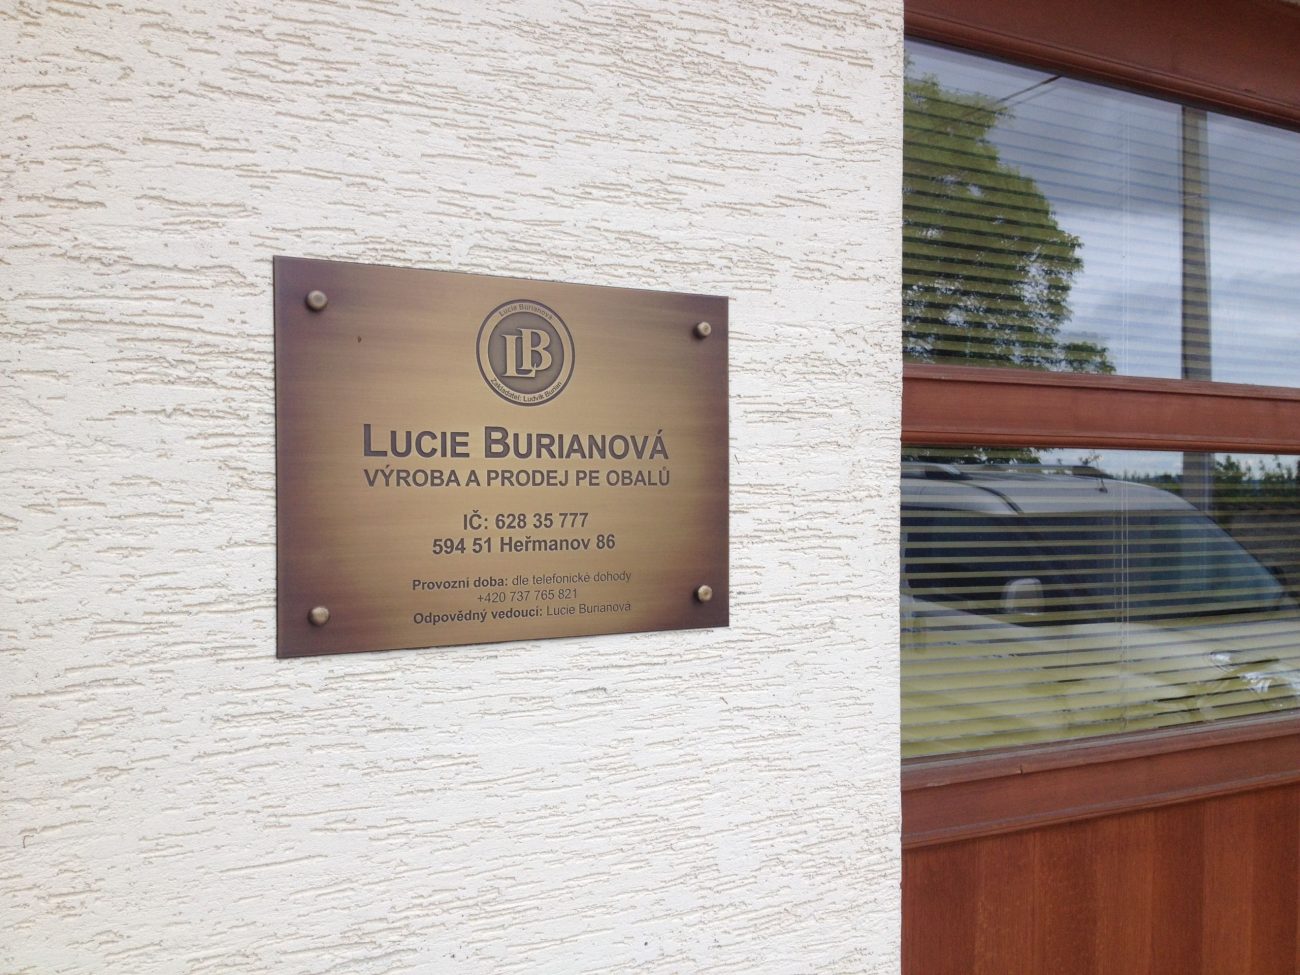 Lucie Burianová
LB
Zakladatel: Ludvík Burian
LUCIE BURIANOVÁ
VÝROBA A PRODEJ PE OBALŮ
IČ: 628 35 777
594 51 Heřmanov 86
Provozní doba: dle telefonické dohody
+420 737 765 821
Odpovědný vedoucí: Lucie Burianová